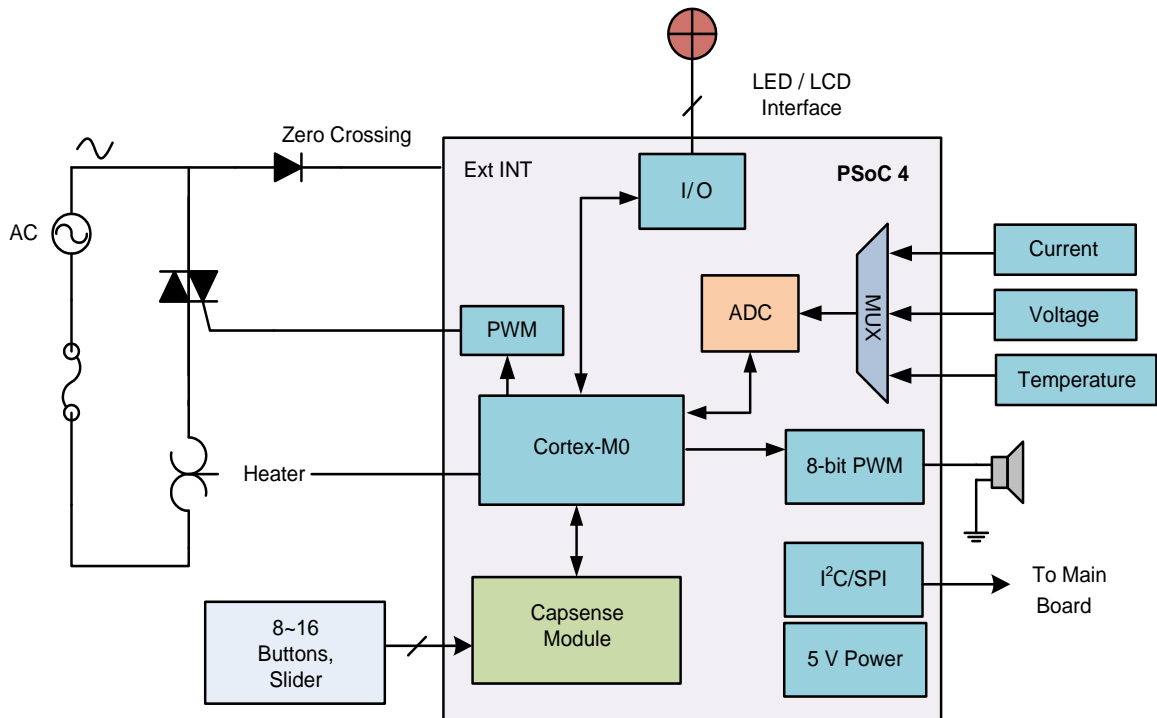 LED / LCD
Interface
Zero Crossing
Ext INT
PSoC 4
I/O
AC
Current
MUX
ADC
Voltage
PWM
Temperature
Cortex-M0
8-bit PWM
Heater
I²C/SPI
To Main
Board
Capsense
Module
8~16
Buttons,
Slider
5 V Power